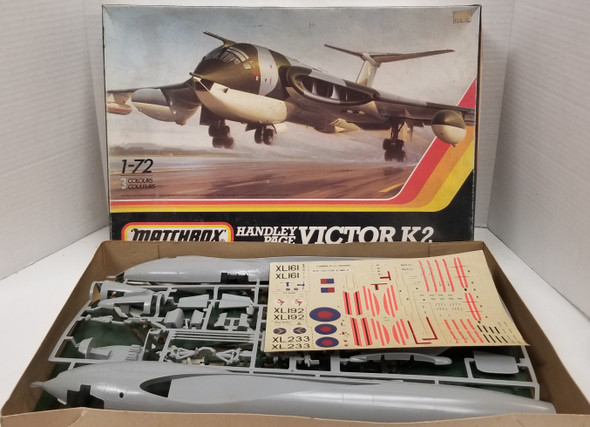 1-72
3 COLOURS
COULEURS
MATCHBOX
HANDLEY
PAGE
VICTOR K2
XL161
XL161
XL192
XL192
XL233
XL233